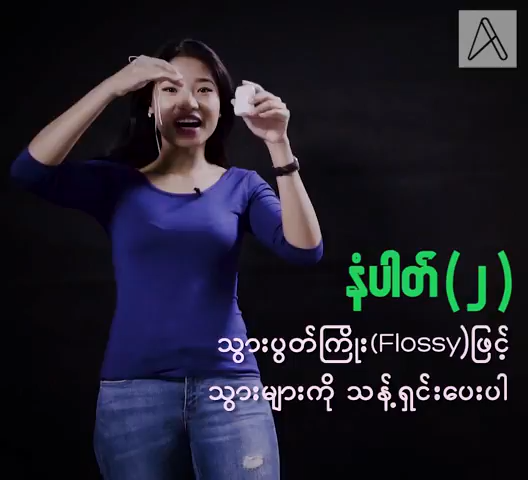 နံပါတ်(၂)
သွားပွတ်ကြိုး(Flossy)ဖြင့်
သွားများကို သန့်ရှင်းပေးပါ